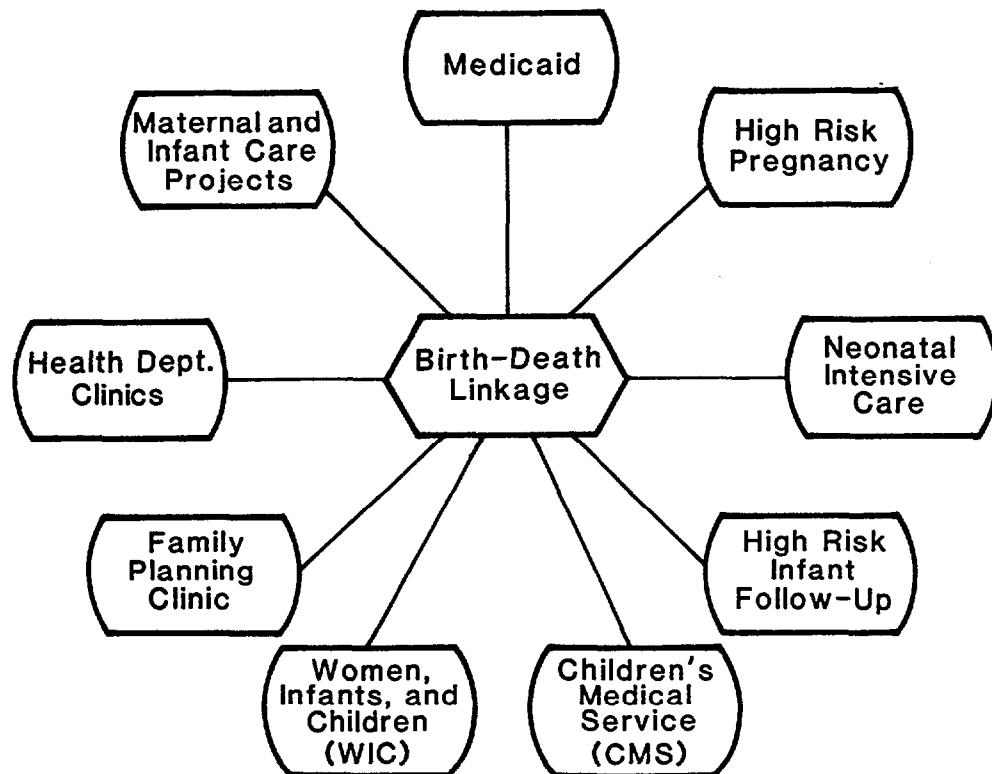 Medicaid
Maternal and
Infant Care
Projects
High Risk
Pregnancy
Health Dept.
Clinics
Birth-Death
Linkage
Neonatal
Intensive
Care
Family
Planning
Clinic
High Risk
Infant
Follow-Up
Women,
Infants, and
Children
(WIC)
Children's
Medical
Service
(CMS)